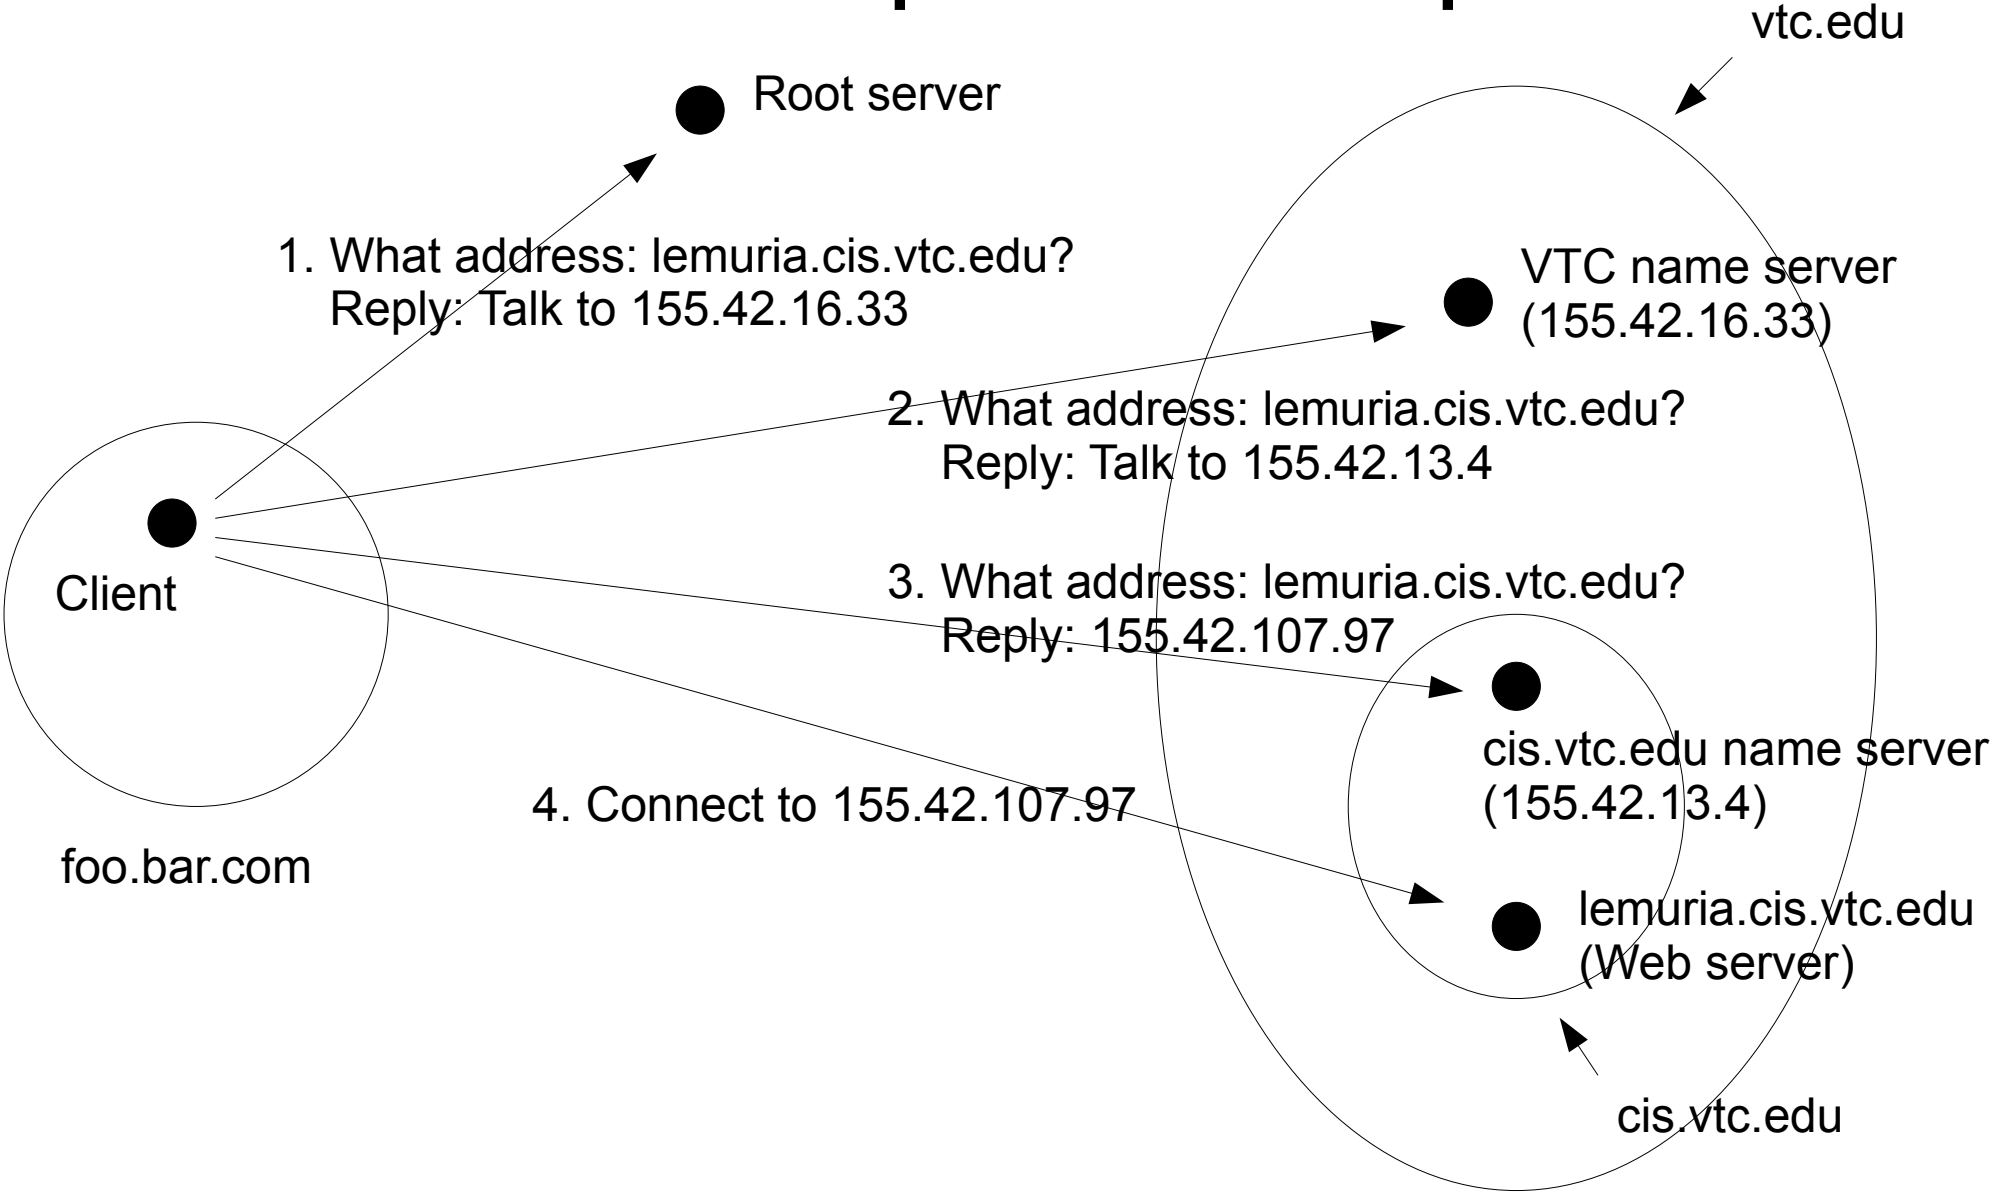 vtc.edu
Root server
1. What address: lemuria.cis.vtc.edu?
Reply: Talk to 155.42.16.33
VTC name server
(155.42.16.33)
2. What address: lemuria.cis.vtc.edu?
Reply: Talk to 155.42.13.4
Client
3. What address: lemuria.cis.vtc.edu?
Reply: 155.42.107.97
cis.vtc.edu name server
(155.42.13.4)
4. Connect to 155.42.107.97
foo.bar.com
lemuria.cis.vtc.edu
(Web server)
cis.vtc.edu